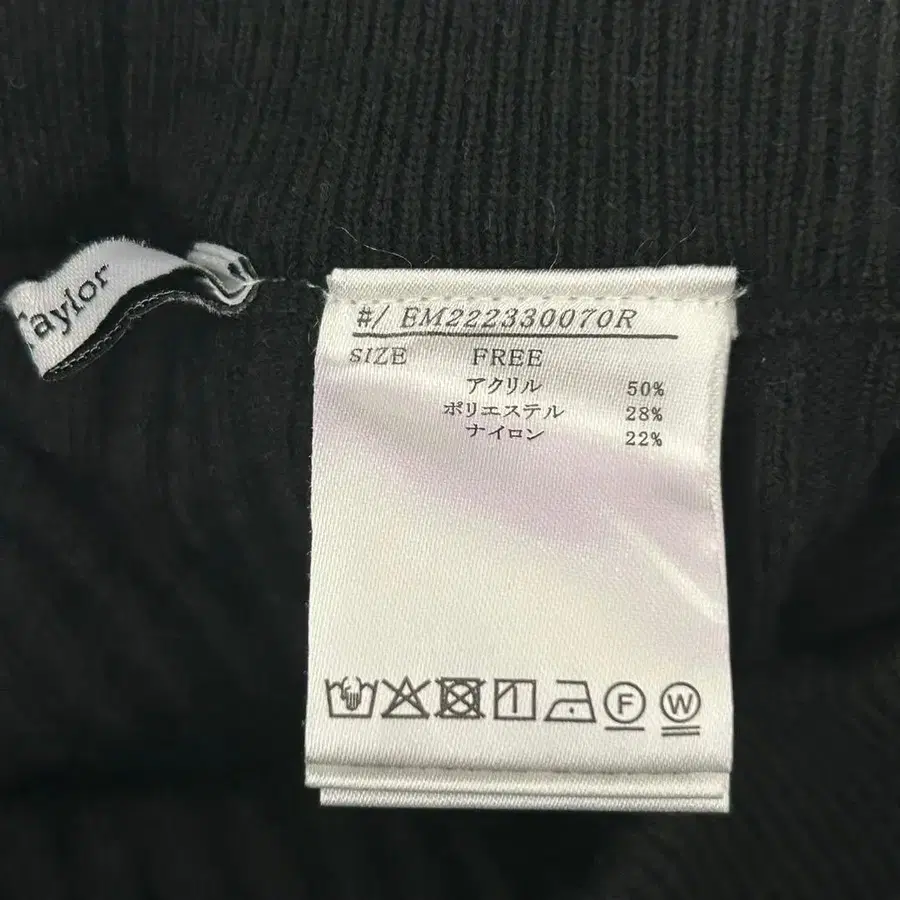 Taylor
#/ EM222330070R
SIZE FREE
アクリル 50%
ポリエステル 28%
ナイロン 22%
F
W